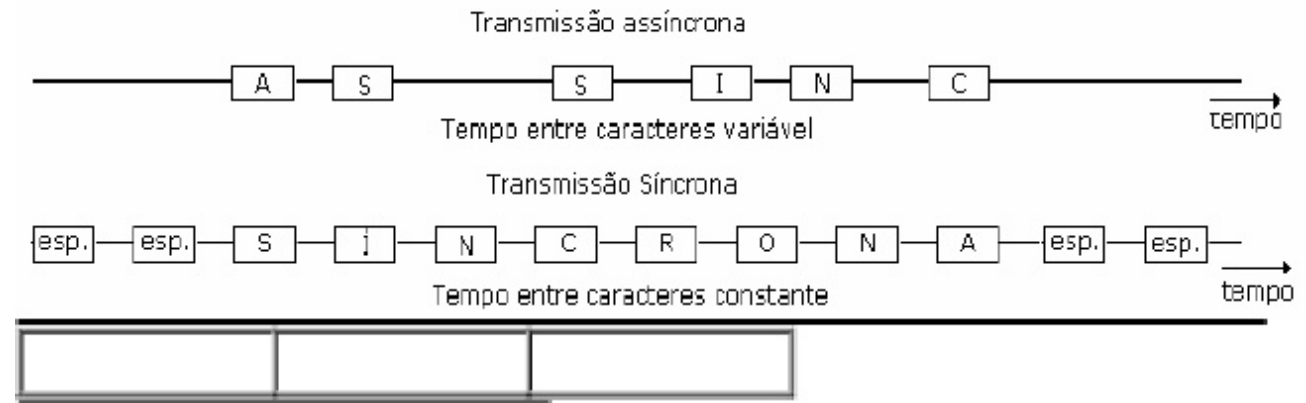 Transmissão assíncrona
A S S I N C
tempo
Tempo entre caracteres variável
Transmissão Síncrona
esp. esp. S Í N C R O N A esp. esp.
tempo
Tempo entre caracteres constante